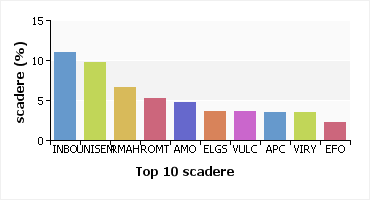 scadere (%)
15
10
5
0
INBO UNISEM RMAH ROMT AMO ELGS VULC APC VIRY EFO
Top 10 scadere